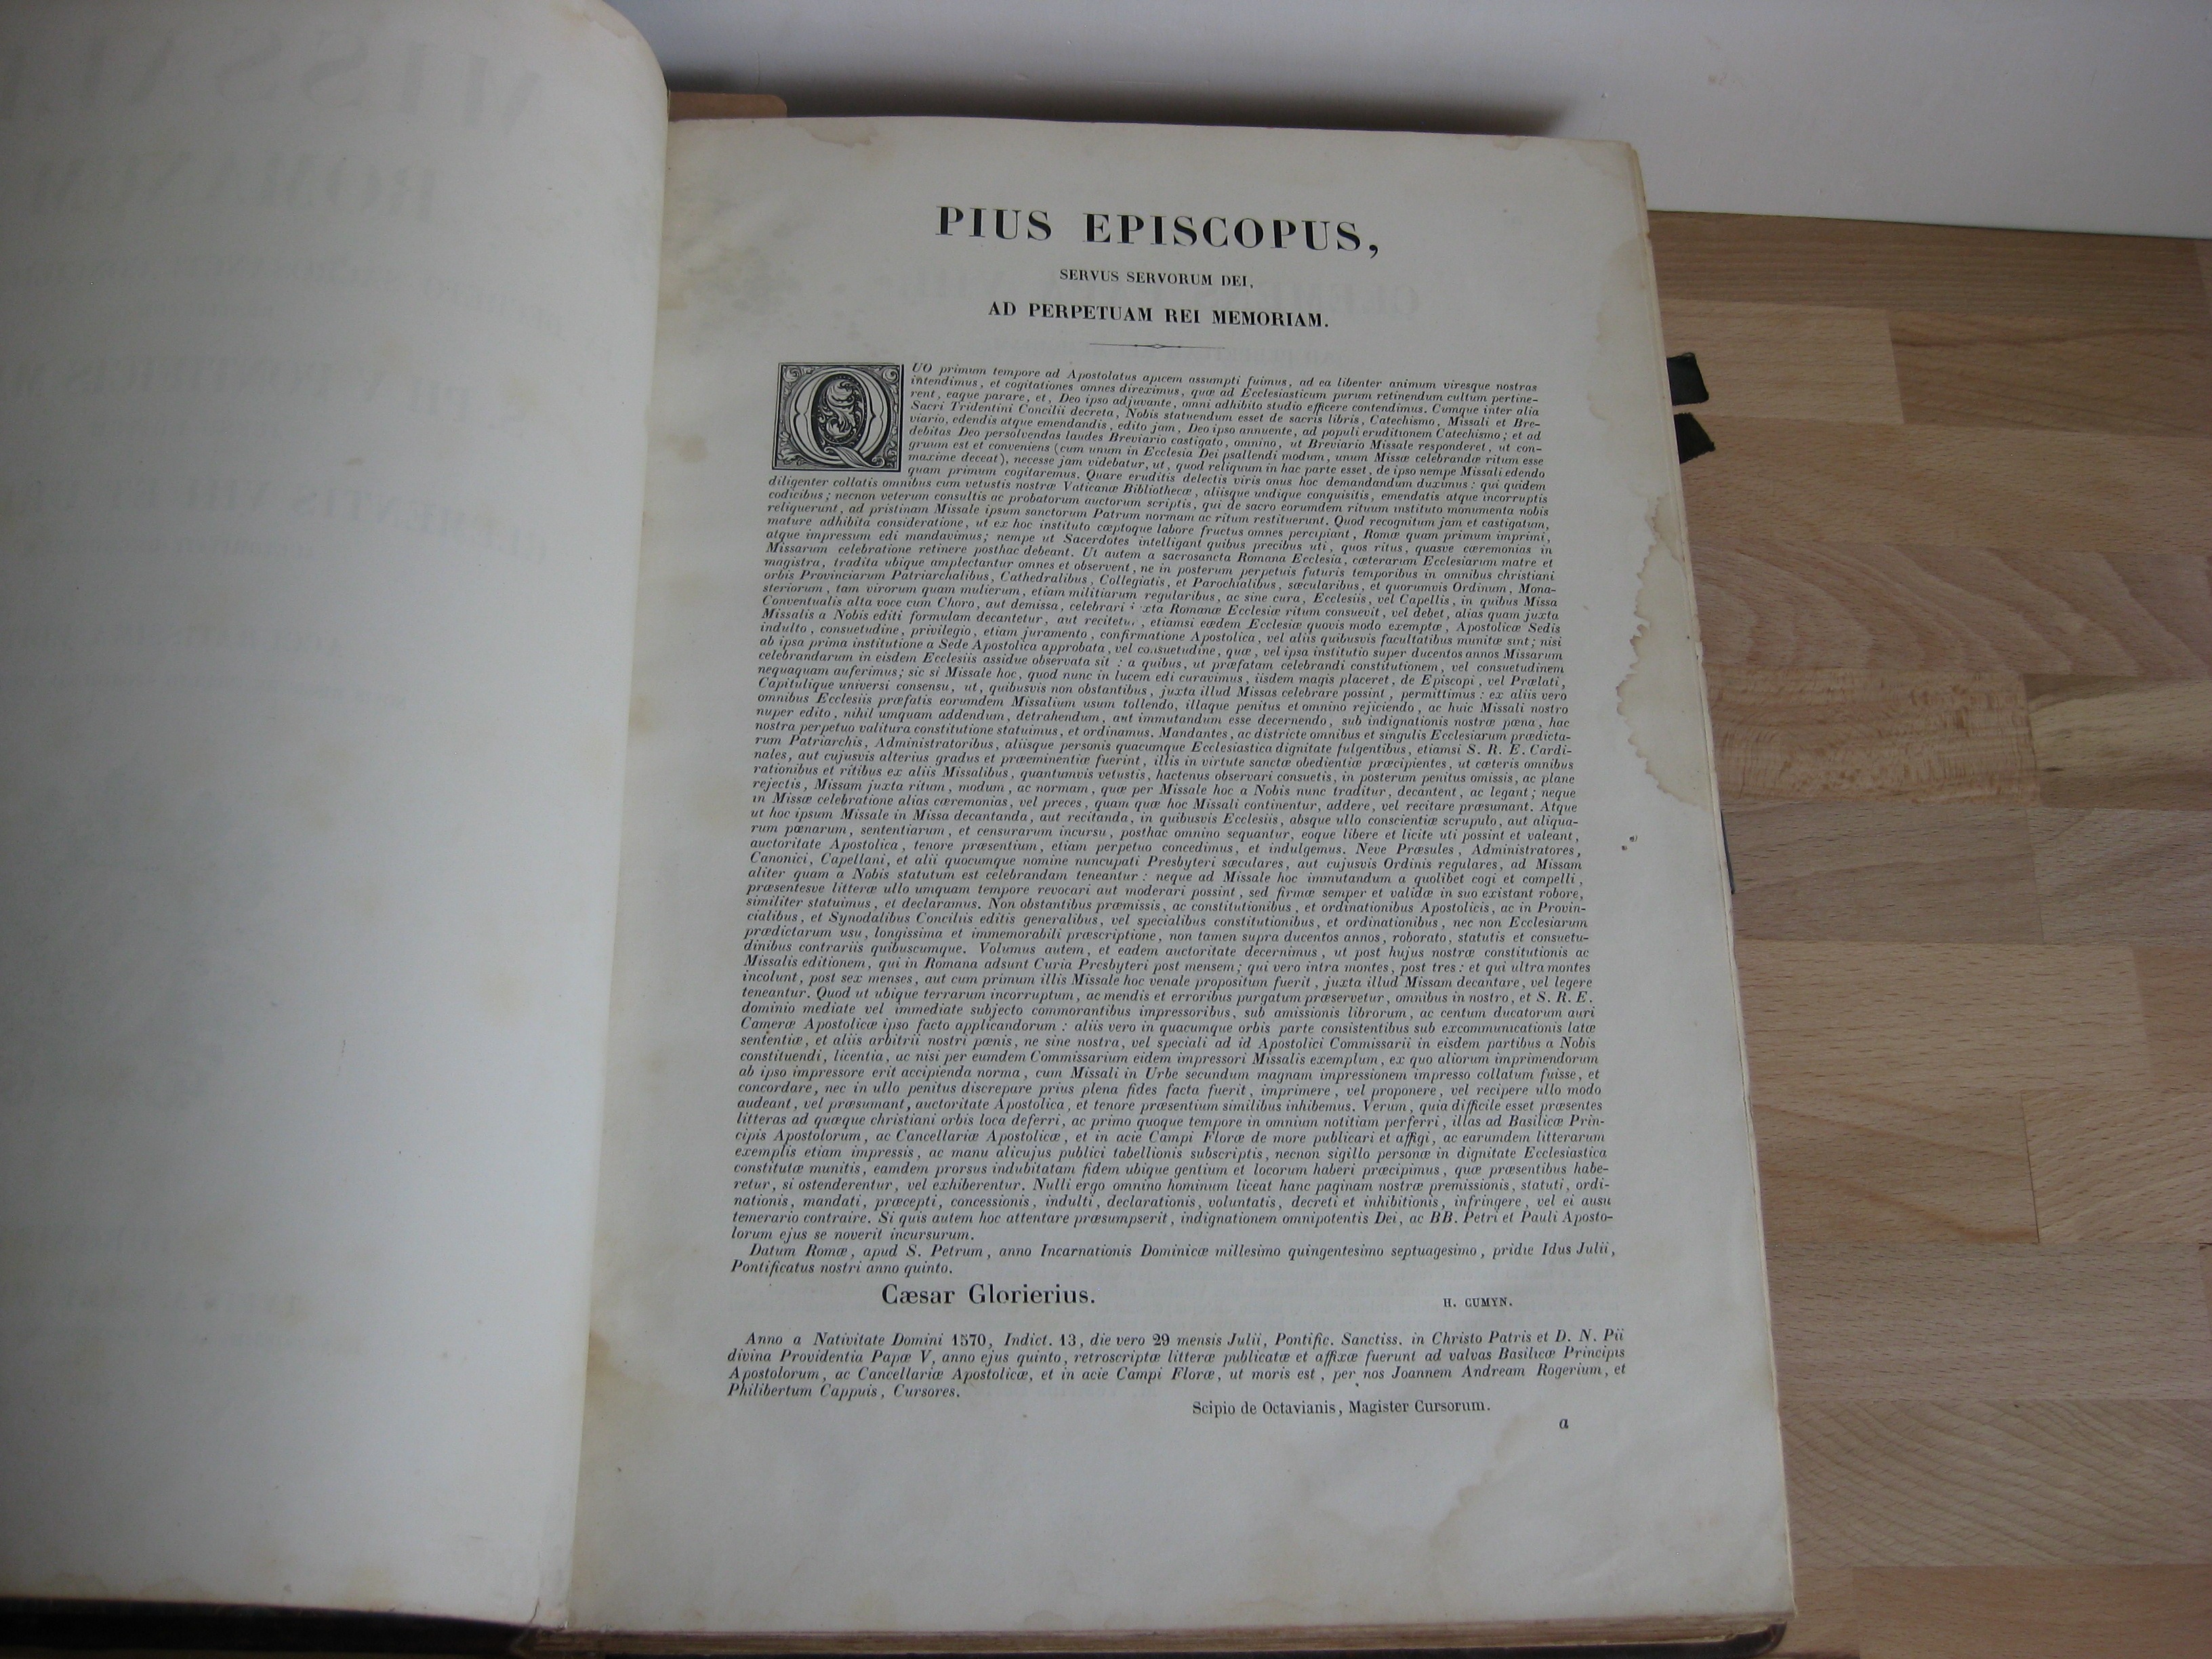 PIUS EPISCOPUS,
SERVUS SERVORUM DEI,
AD PERPETUAM REI MEMORIAM.
QUO primum tempore ad Apostolatus apicem assumpti fuimus, ad ea libenter animum viresque nostras
intendimus, et cogitationes omnes direximus, quæ ad Ecclesiasticum purum retinendum cultum pertine-
rent, eaque parare, et, Deo ipso adjuvante, omni adhibito studio efficere contendimus. Cumque inter alia
Sacri Tridentini Concilii decreta, Nobis statuendum esset de sacris libris, Catechismo, Missali et Bre-
viario, edendis atque emendandis, edito jam, Deo ipso annuente, ad populi eruditionem Catechismo; et ad
debitas Deo persolvendas laudes Breviario castigato, omnino, ut Breviario Missale responderet, ut con-
gruum est et conveniens (cum unum in Ecclesia Dei psallendi modum, unum Missæ celebrandæ ritum esse
maxime deceat), necesse jam videbatur, ut, quod reliquum in hac parte esset, de ipso nempe Missali edendo
quam primum cogitaremus. Quare eruditis delectis viris onus hoc demandandum duximus: qui quidem
diligenter collatis omnibus cum vetustis nostræ Vaticanæ Bibliothecæ, aliisque undique conquisitis, emendatis atque incorruptis
codicibus; necnon veterum consultis ac probatorum auctorum scriptis, qui de sacro eorumdem rituum instituto monumenta nobis
reliquerunt, ad pristinam Missale ipsum sanctorum Patrum normam ac ritum restituerunt. Quod recognitum jam et castigatum,
mature adhibita consideratione, ut ex hoc instituto cœptoque labore fructus omnes percipiant, Romæ quam primum imprimi,
atque impressum edi mandavimus; nempe ut Sacerdotes intelligant quibus precibus uti, quos ritus, quasve cæremonias in
Missarum celebratione retinere posthac debeant. Ut autem a sacrosancta Romana Ecclesia, cæterarum Ecclesiarum matre et
magistra, tradita ubique amplectantur omnes et observent, ne in posterum perpetuis futuris temporibus in omnibus christiani
orbis Provinciarum Patriarchalibus, Cathedralibus, Collegiatis, et Parochialibus, sæcularibus, et quorumvis Ordinum, Mona-
steriorum, tam virorum quam mulierum, etiam militiarum regularibus, ac sine cura, Ecclesiis, vel Capellis, in quibus Missa
Conventualis alta voce cum Choro, aut demissa, celebrari xta Romanæ Ecclesiæ ritum consuevit, vel debet, alias quam juxta
Missalis a Nobis editi formulam decantetur, aut recitetur, etiamsi eædem Ecclesiæ quovis modo exemptæ, Apostolicæ Sedis
indulto, consuetudine, privilegio, etiam juramento, confirmatione Apostolica, vel aliis quibusvis facultatibus munitæ sint; nisi
ab ipsa prima institutione a Sede Apostolica approbata, vel consuetudine, quæ, vel ipsa institutio super ducentos annos Missarum
celebrandarum in eisdem Ecclesiis assidue observata sit : a quibus, ut præfatam celebrandi constitutionem, vel consuetudinem
nequaquam auferimus; sic si Missale hoc, quod nunc in lucem edi curavimus, iisdem magis placeret, de Episcopi, vel Prælati,
Capitulique universi consensu, ut, quibusvis non obstantibus, juxta illud Missas celebrare possint, permittimus : ex aliis vero
omnibus Ecclesiis præfatis eorumdem Missalium usum tollendo, illaque penitus et omnino rejiciendo, ac huic Missali nostro
nuper edito, nihil umquam addendum, detrahendum, aut immutandum esse decernendo, sub indignationis nostræ pœna, hac
nostra perpetuo valitura constitutione statuimus, et ordinamus. Mandantes, ac districte omnibus et singulis Ecclesiarum prædicta-
rum Patriarchis, Administratoribus, aliisque personis quacumque Ecclesiastica dignitate fulgentibus, etiamsi S. R. E. Cardi-
nales, aut cujusvis alterius gradus et præeminentiæ fuerint, illis in virtute sanctæ obedientiæ præcipientes, ut cæteris omnibus
rationibus et ritibus ex aliis Missalibus, quantumvis vetustis, hactenus observari consuetis, in posterum penitus omissis, ac plane
rejectis, Missam juxta ritum, modum, ac normam, quæ per Missale hoc a Nobis nunc traditur, decantent, ac legant; neque
in Missæ celebratione alias cæremonias, vel preces, quam quæ hoc Missali continentur, addere, vel recitare præsumant. Atque
ut hoc ipsum Missale in Missa decantanda, aut recitanda, in quibusvis Ecclesiis, absque ullo conscientiæ scrupulo, aut aliqua-
rum pœnarum, sententiarum, et censurarum incursu, posthac omnino sequantur, eoque libere et licite uti possint et valeant,
auctoritate Apostolica, tenore præsentium, etiam perpetuo concedimus, et indulgemus. Neve Præsules, Administratores,
Canonici, Capellani, et alii quocumque nomine nuncupati Presbyteri sæculares, aut cujusvis Ordinis regulares, ad Missam
aliter quam a Nobis statutum est celebrandam teneantur : neque ad Missale hoc immutandum a quolibet cogi et compelli,
præsentesve litteræ ullo umquam tempore revocari aut moderari possint, sed firmæ semper et validæ in suo existant robore,
similiter statuimus, et declaramus. Non obstantibus præmissis, ac constitutionibus, et ordinationibus Apostolicis, ac in Provin-
cialibus, et Synodalibus Conciliis editis generalibus, vel specialibus constitutionibus, et ordinationibus, nec non Ecclesiarum
prædictarum usu, longissima et immemorabili præscriptione, non tamen supra ducentos annos, roborato, statutis et consuetu-
dinibus contrariis quibuscumque. Volumus autem, et eadem auctoritate decernimus, ut post hujus nostræ constitutionis ac
Missalis editionem, qui in Romana adsunt Curia Presbyteri post mensem; qui vero intra montes, post tres : et qui ultra montes
incolunt, post sex menses, aut cum primum illis Missale hoc venale propositum fuerit, juxta illud Missam decantare, vel legere
teneantur. Quod ut ubique terrarum incorruptum, ac mendis et erroribus purgatum præservetur, omnibus in nostro, et S. R. E.
dominio mediate vel immediate subjecto commorantibus impressoribus, sub amissionis librorum, ac centum ducatorum auri
Cameræ Apostolicæ ipso facto applicandorum : aliis vero in quacumque orbis parte consistentibus sub excommunicationis latæ
sententiæ, et aliis arbitrii nostri pœnis, ne sine nostra, vel speciali ad id Apostolici Commissarii in eisdem partibus a Nobis
constituendi, licentia, ac nisi per eumdem Commissarium eidem impressori Missalis exemplum, ex quo aliorum imprimendorum
ab ipso impressore erit accipienda norma, cum Missali in Urbe secundum magnam impressionem impresso collatum fuisse, et
concordare, nec in ullo penitus discrepare prius plena fides facta fuerit, imprimere, vel proponere, vel recipere ullo modo
audeant, vel præsumant, auctoritate Apostolica, et tenore præsentium similibus inhibemus. Verum, quia difficile esset præsentes
litteras ad quæque christiani orbis loca deferri, ac primo quoque tempore in omnium notitiam perferri, illas ad Basilicæ Prin-
cipis Apostolorum, ac Cancellariæ Apostolicæ, et in acie Campi Floræ de more publicari et affigi, ac earumdem litterarum
exemplis etiam impressis, ac manu alicujus publici tabellionis subscriptis, necnon sigillo personæ in dignitate Ecclesiastica
constitutæ munitis, eamdem prorsus indubitatam fidem ubique gentium et locorum haberi præcipimus, quæ præsentibus habe-
retur, si ostenderentur, vel exhiberentur. Nulli ergo omnino hominum liceat hanc paginam nostræ premissionis, statuti, ordi-
nationis, mandati, præcepti, concessionis, indulti, declarationis, voluntatis, decreti et inhibitionis, infringere, vel ei ausu
temerario contraire. Si quis autem hoc attentare præsumpserit, indignationem omnipotentis Dei, ac BB. Petri et Pauli Aposto-
lorum ejus se noverit incursurum.
Datum Romæ, apud S. Petrum, anno Incarnationis Dominicæ millesimo quingentesimo septuagesimo, pridie Idus Julii,
Pontificatus nostri anno quinto.
Cæsar Glorierius.
H. CUMYN.
Anno a Nativitate Domini 1570, Indict. 13, die vero 29 mensis Julii, Pontific. Sanctiss. in Christo Patris et D. N. Pii
divina Providentia Papæ V, anno ejus quinto, retroscriptæ litteræ publicatæ et affixæ fuerunt ad valvas Basilicæ Principis
Apostolorum, ac Cancellariæ Apostolicæ, et in acie Campi Floræ, ut moris est, per nos Joannem Andream Rogerium, et
Philibertum Cappuis, Cursores.
Scipio de Octavianis, Magister Cursorum.
a